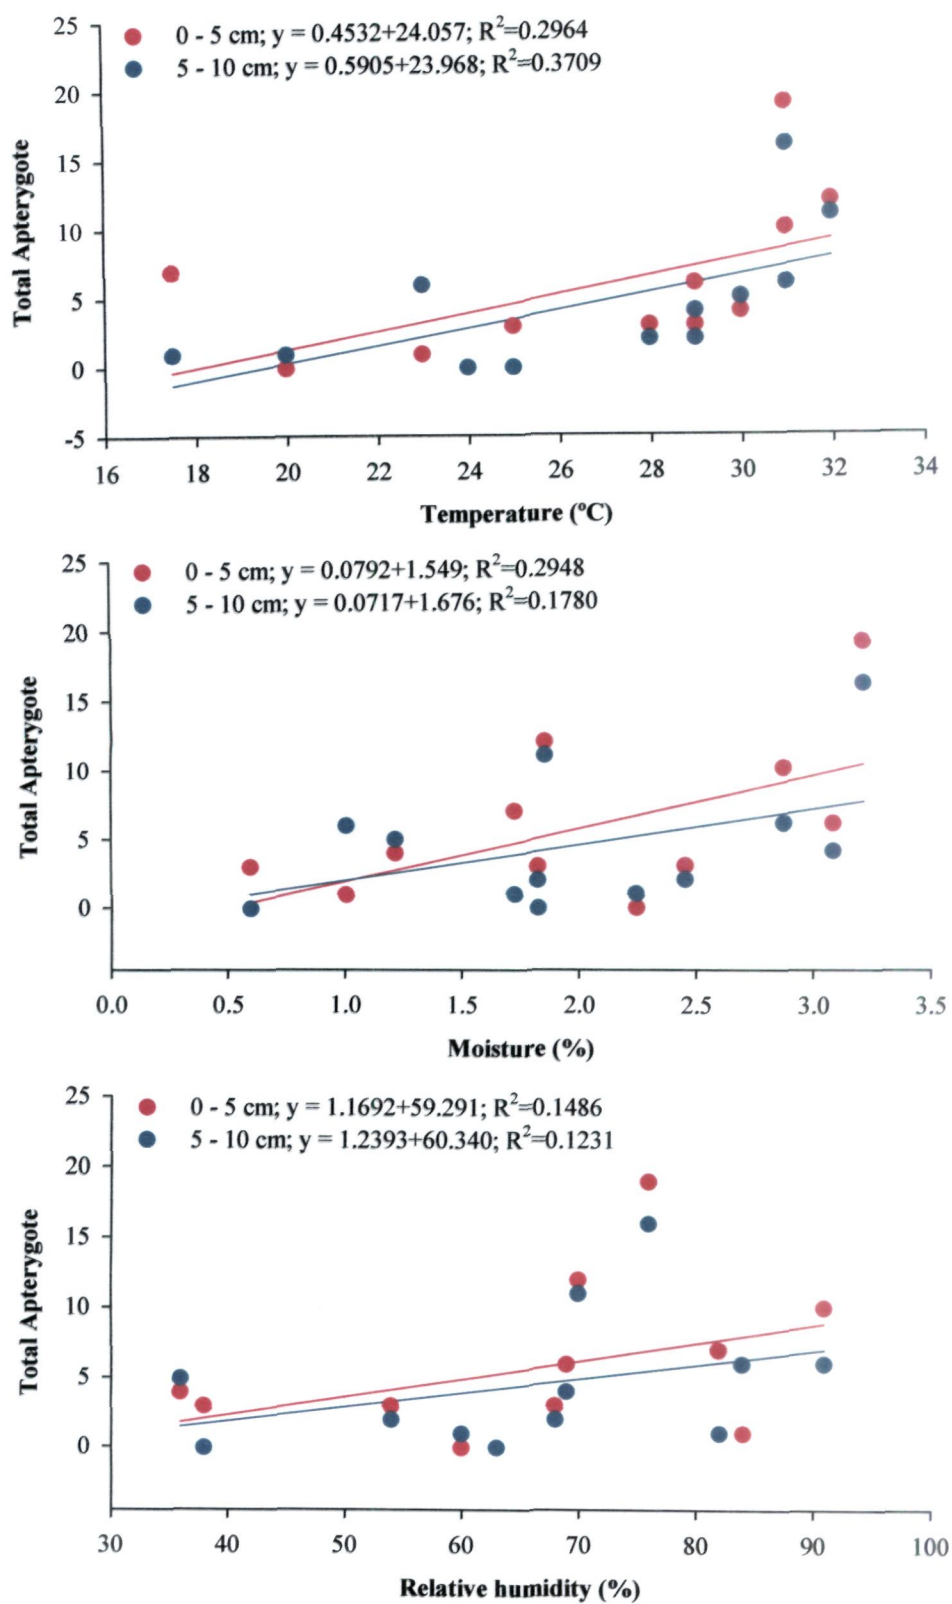 25
0 - 5 cm; y = 0.4532+24.057; R²=0.2964
5 - 10 cm; y = 0.5905+23.968; R²=0.3709
20
15
10
5
0
-5
Total Apterygote
16 18 20 22 24 26 28 30 32 34
Temperature (ºC)
25
0 - 5 cm; y = 0.0792+1.549; R²=0.2948
5 - 10 cm; y = 0.0717+1.676; R²=0.1780
20
15
10
5
0
Total Apterygote
0.0 0.5 1.0 1.5 2.0 2.5 3.0 3.5
Moisture (%)
25
0 - 5 cm; y = 1.1692+59.291; R²=0.1486
5 - 10 cm; y = 1.2393+60.340; R²=0.1231
20
15
10
5
0
Total Apterygote
30 40 50 60 70 80 90 100
Relative humidity (%)